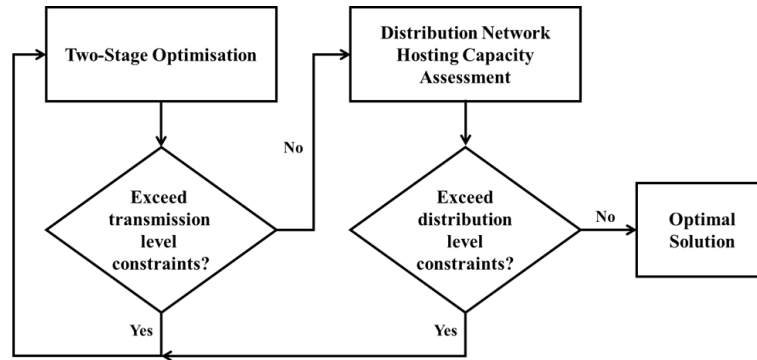 Two-Stage Optimisation
Distribution Network
Hosting Capacity
Assessment
No
Exceed
transmission
level
constraints?
Exceed
distribution
level
constraints?
No
Optimal
Solution
Yes
Yes